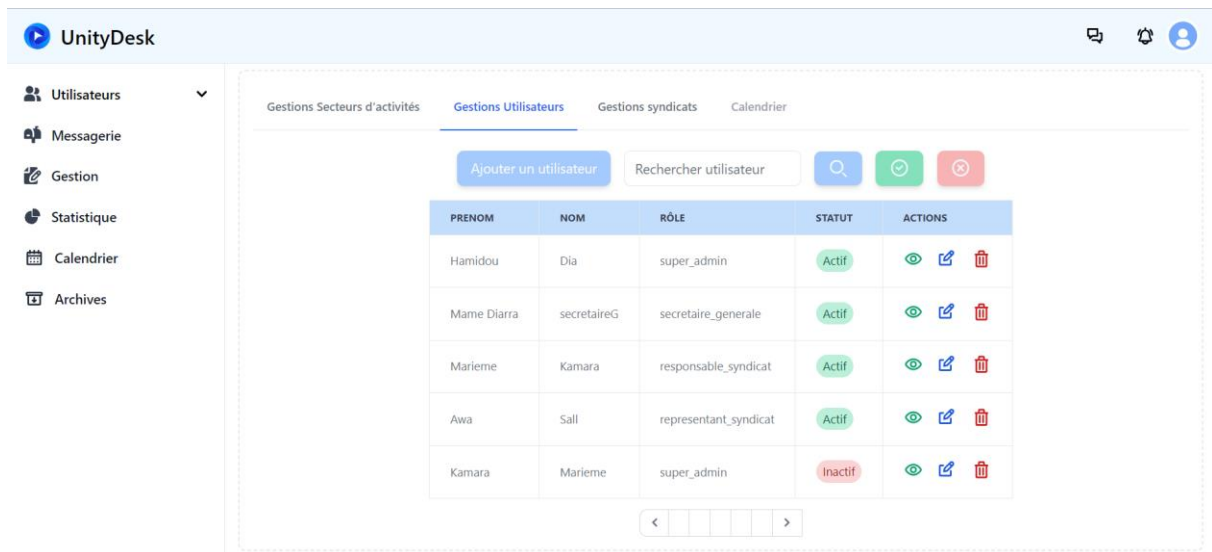 UnityDesk
Utilisateurs
Messagerie
Gestion
Statistique
Calendrier
Archives
Gestions Secteurs d'activités Gestions Utilisateurs Gestions syndicats Calendrier
Ajouter un utilisateur Rechercher utilisateur
PRENOM NOM RÔLE STATUT ACTIONS
Hamidou Dia super_admin Actif
Mame Diarra secretaireG secretaire_generale Actif
Marieme Kamara responsable_syndicat Actif
Awa Sall representant_syndicat Actif
Kamara Marieme super_admin Inactif